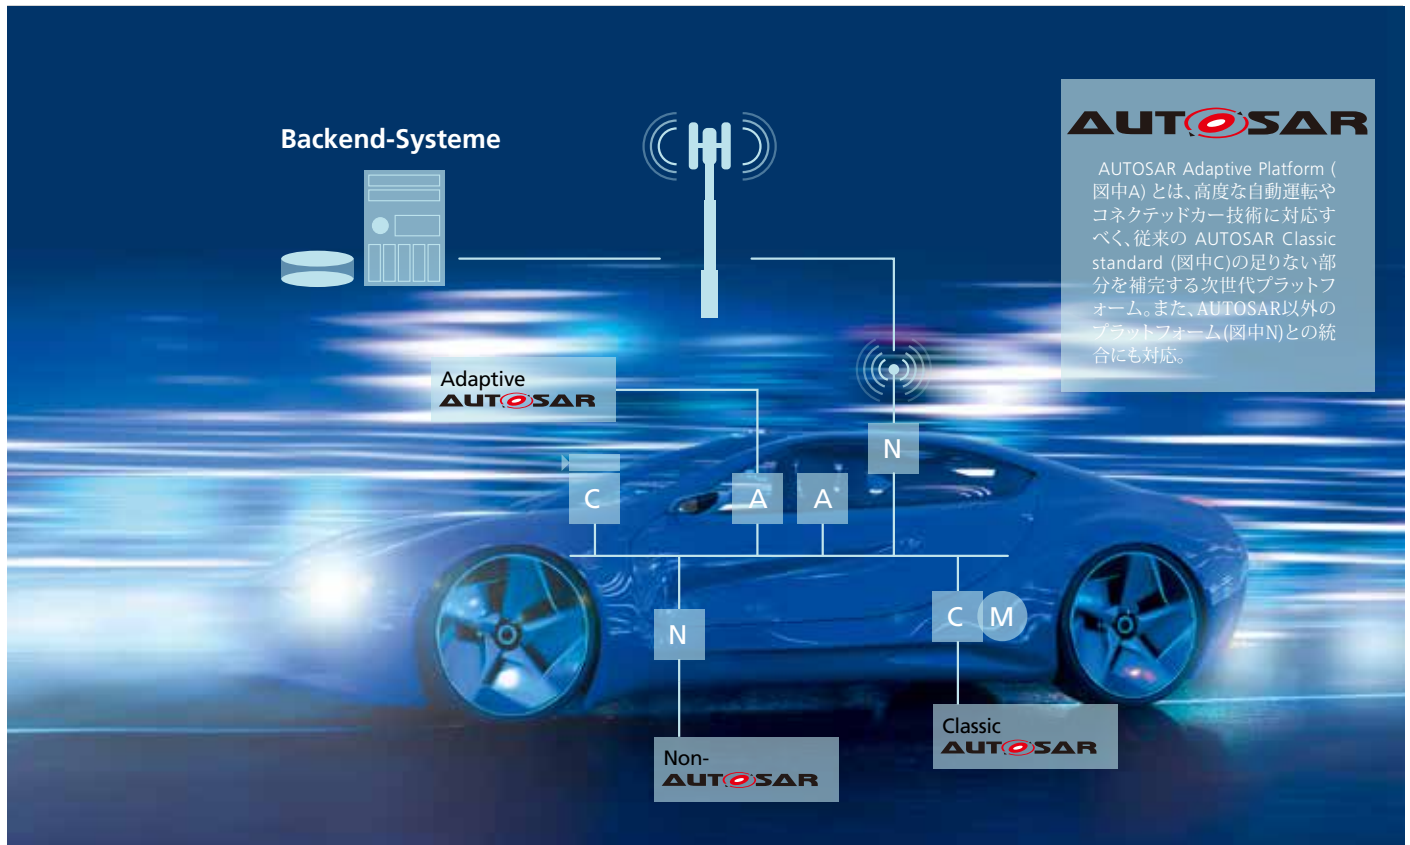 Backend-Systeme
AUTOSAR
AUTOSAR Adaptive Platform (
図中A) とは、高度な自動運転や
コネクテッドカー技術に対応す
べく、従来の AUTOSAR Classic
standard (図中C)の足りない部
分を補完する次世代プラットフ
ォーム。また、AUTOSAR以外の
プラットフォーム(図中N)との統
合にも対応。
Adaptive
AUTOSAR
N
C
A
A
N
C
M
Classic
AUTOSAR
Non-
AUTOSAR